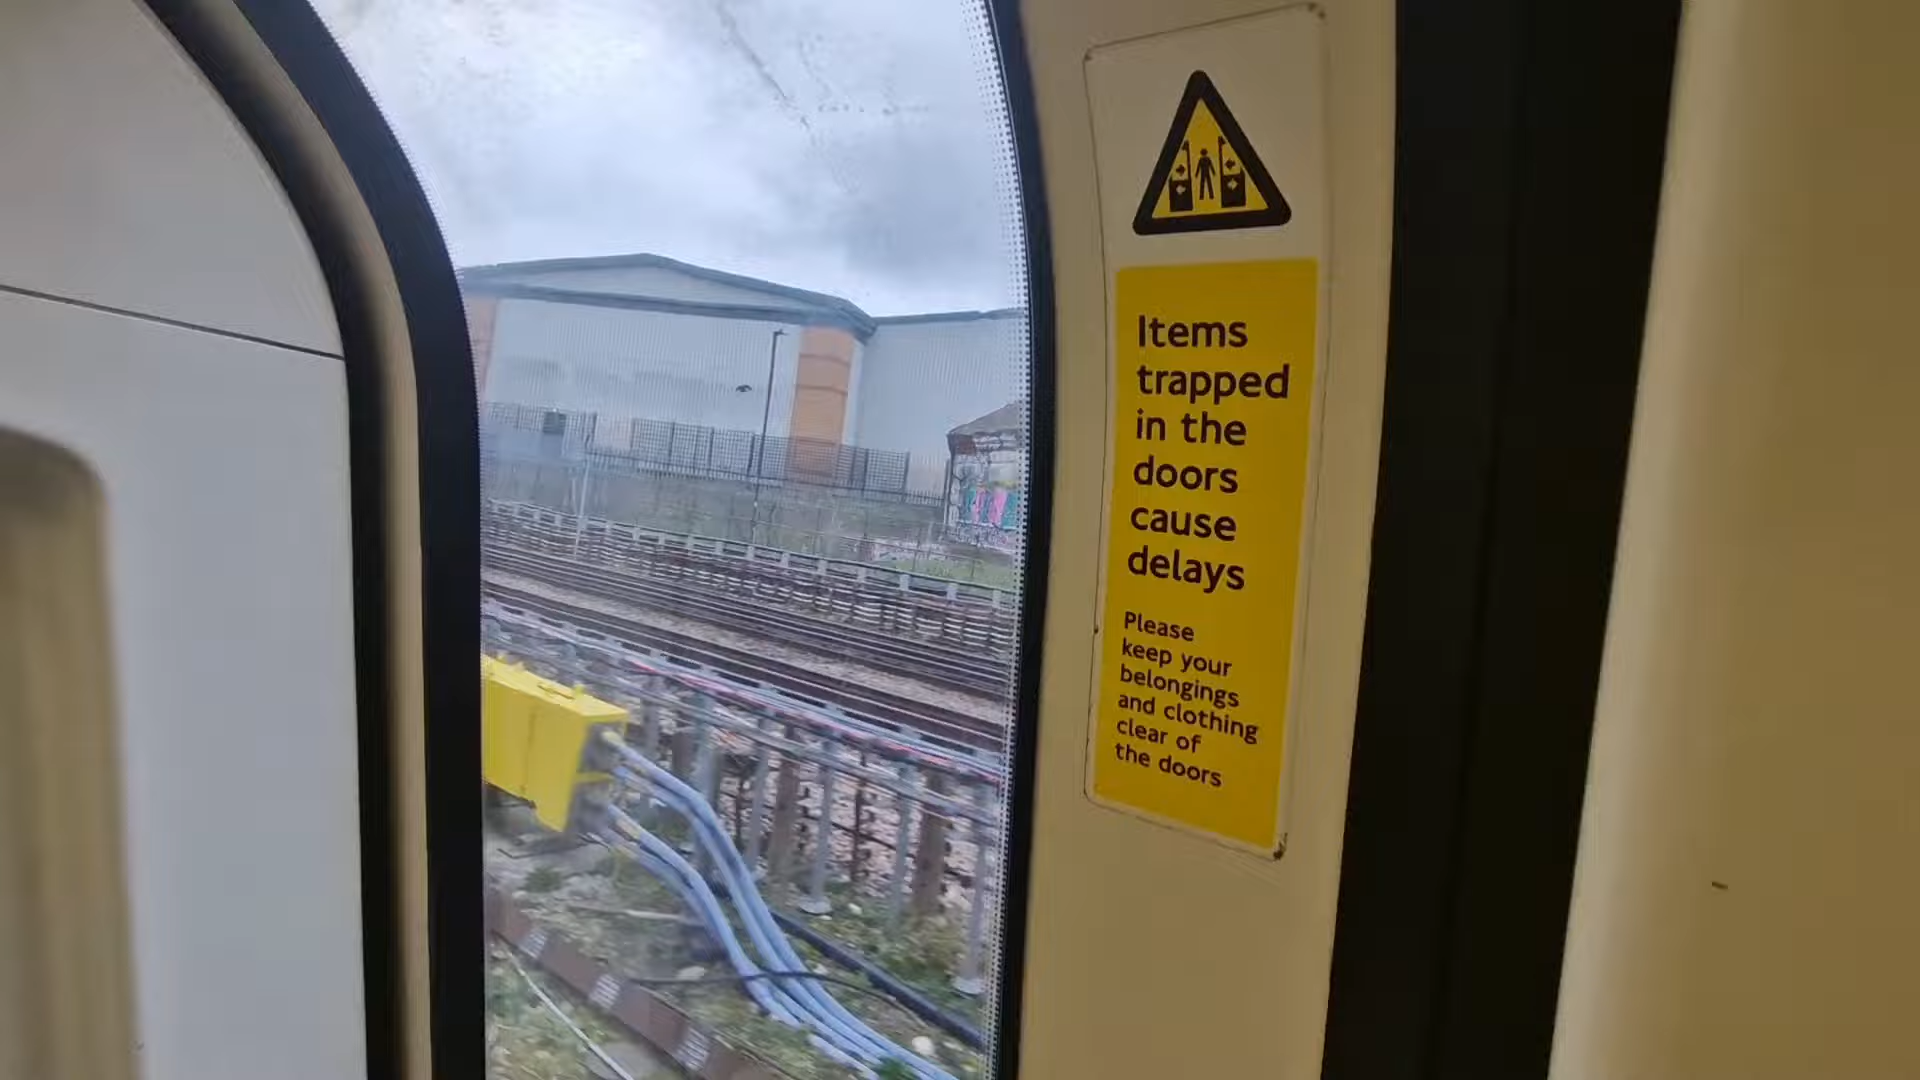 Items
trapped
in the
doors
cause
delays
Please
keep your
belongings
and clothing
clear of
the doors